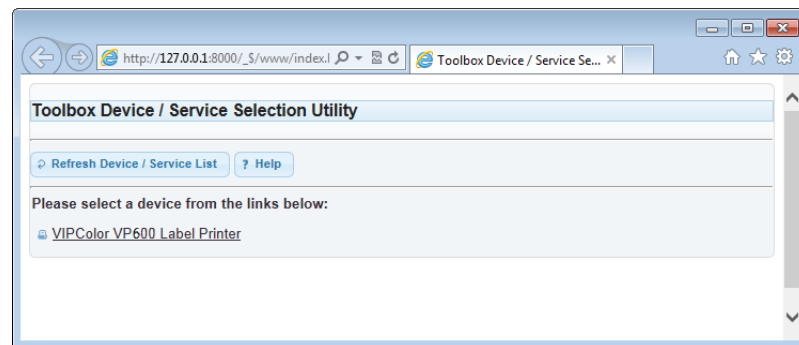 http://127.0.0.1:8000/_$/www/index.l
Toolbox Device / Service Se...
Toolbox Device / Service Selection Utility
Refresh Device / Service List
? Help
Please select a device from the links below:
VIPColor VP600 Label Printer